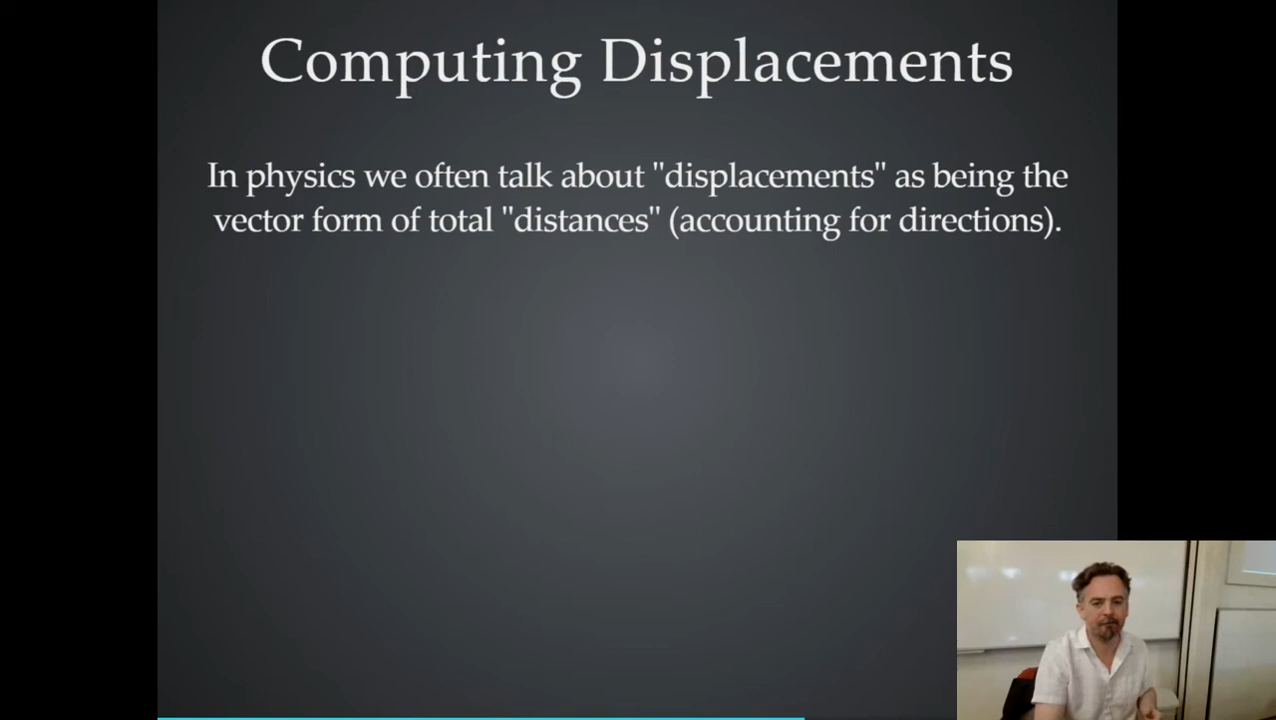 Computing Displacements
In physics we often talk about "displacements" as being the
vector form of total "distances" (accounting for directions).